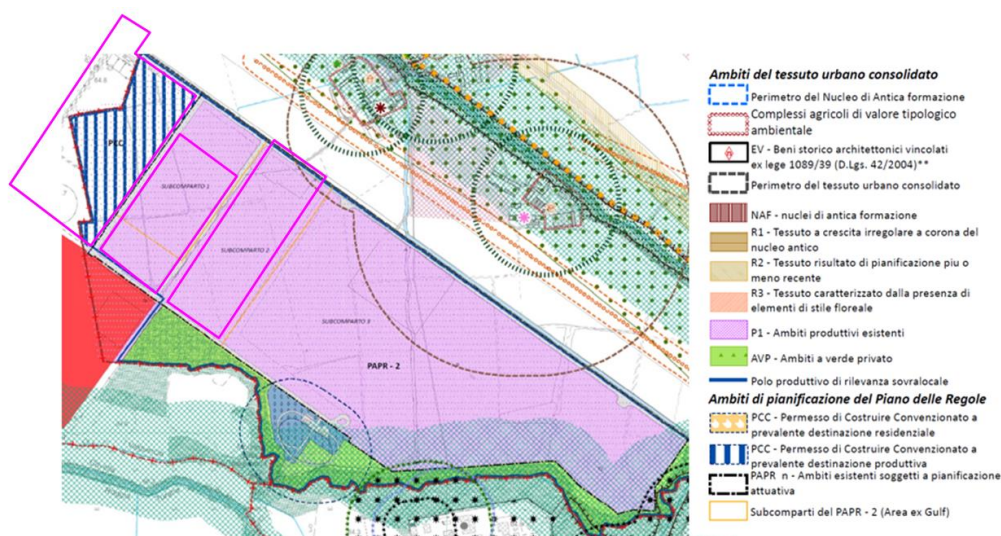 PCC
SUBCOMPARTO 1
SUBCOMPARTO 2
SUBCOMPARTO 3
PAPR - 2
Ambiti del tessuto urbano consolidato
Perimetro del Nucleo di Antica formazione
Complessi agricoli di valore tipologico
ambientale
EV - Beni storico architettonici vincolati
ex lege 1089/39 (D.Lgs. 42/2004)**
Perimetro del tessuto urbano consolidato
NAF - nuclei di antica formazione
R1 - Tessuto a crescita irregolare a corona del
nucleo antico
R2 - Tessuto risultato di pianificazione piu o
meno recente
R3 - Tessuto caratterizzato dalla presenza di
elementi di stile floreale
P1 - Ambiti produttivi esistenti
AVP - Ambiti a verde privato
Polo produttivo di rilevanza sovralocale
Ambiti di pianificazione del Piano delle Regole
PCC - Permesso di Costruire Convenzionato a
prevalente destinazione residenziale
PCC - Permesso di Costruire Convenzionato a
prevalente destinazione produttiva
PAPR n - Ambiti esistenti soggetti a pianificazione
attuativa
Subcomparti del PAPR - 2 (Area ex Gulf)